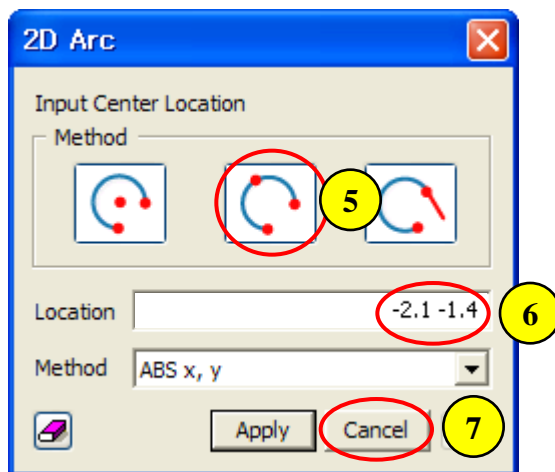 2D Arc
Input Center Location
Method
5
Location -2.1 -1.4
6
Method ABS x, y
Apply Cancel
7